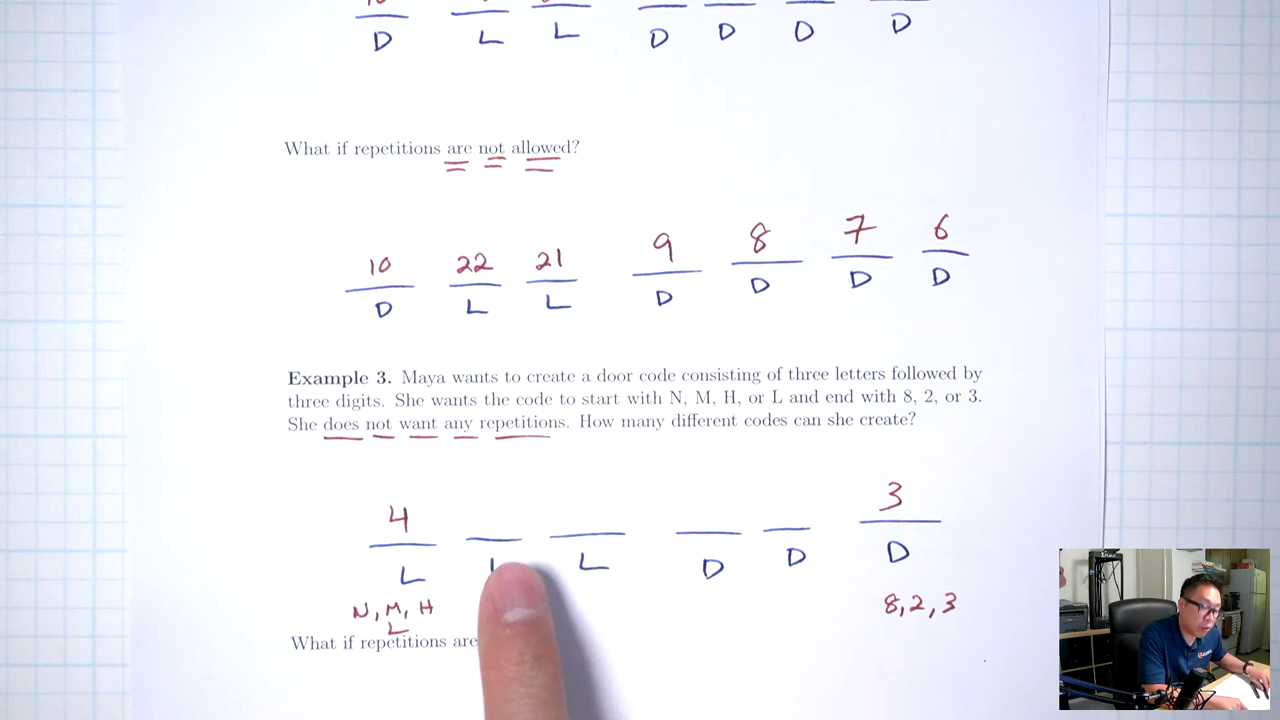 D L L D D D D
What if repetitions are not allowed?
10 22 21 9 8 7 6
D L L D D D D
Example 3. Maya wants to create a door code consisting of three letters followed by
three digits. She wants the code to start with N, M, H, or L and end with 8, 2, or 3.
She does not want any repetitions. How many different codes can she create?
4 3
L L L D D D
N, M, H 8, 2, 3
L
What if repetitions are